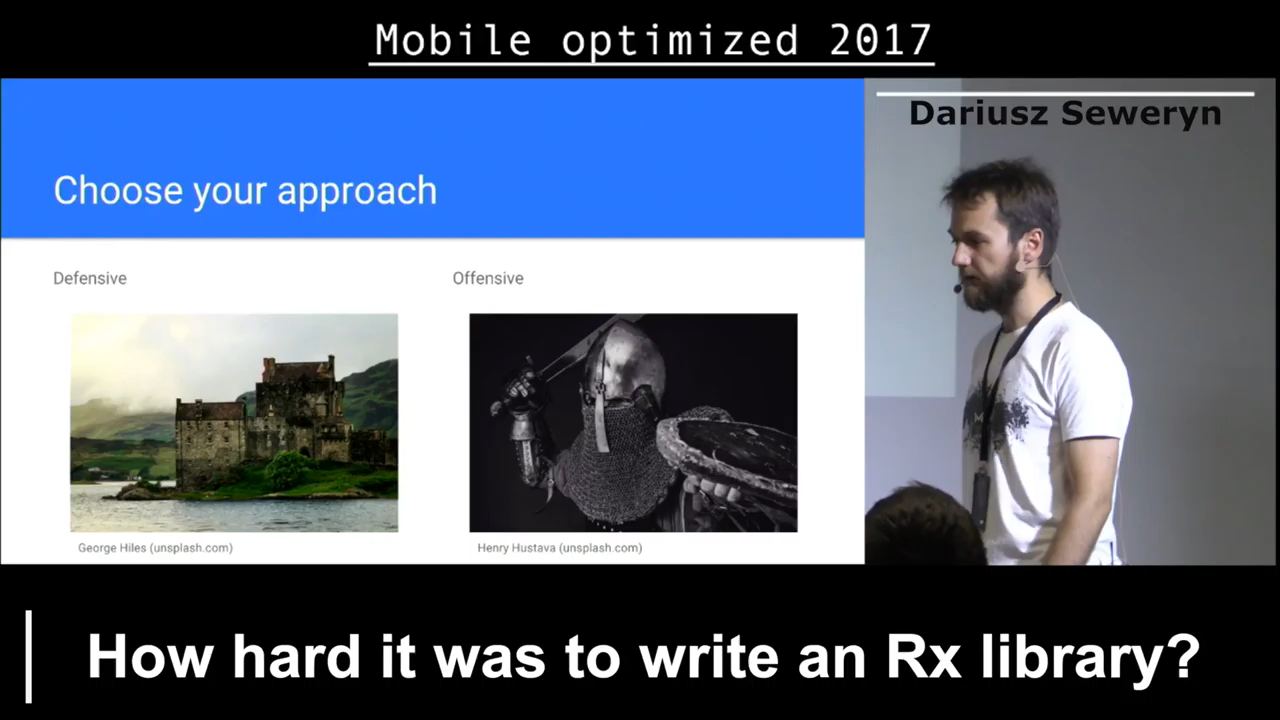 Mobile optimized 2017
Dariusz Seweryn
Choose your approach
Defensive
Offensive
George Hiles (unsplash.com)
Henry Hustava (unsplash.com)
How hard it was to write an Rx library?